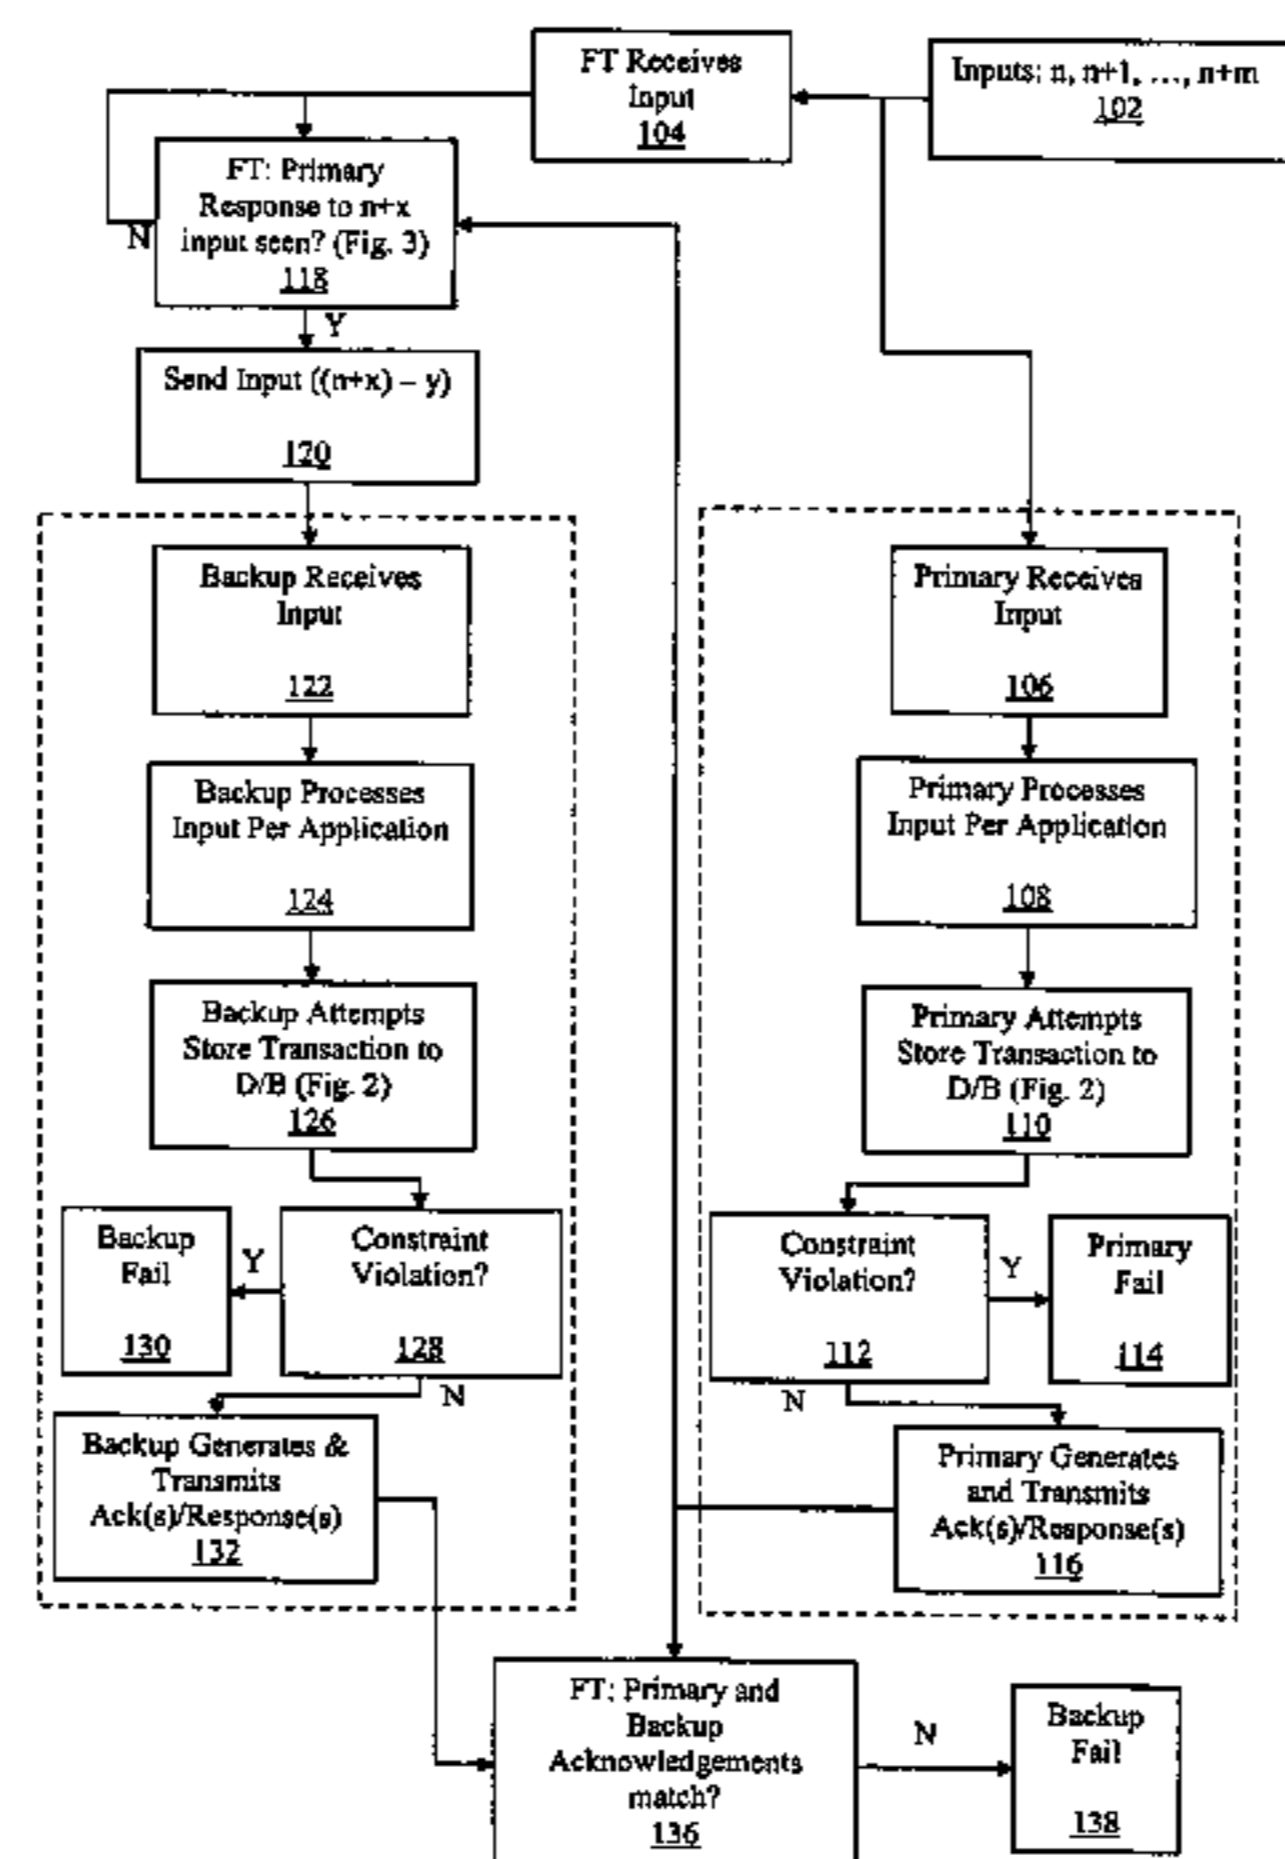 FT Receives
Input
104
Inputs: n, n+1, ..., n+m
102
FT: Primary
Response to n+x
input seen? (Fig. 3)
118
N
Y
Send Input ((n+x) – y)
120
Backup Receives
Input
122
Primary Receives
Input
106
Backup Processes
Input Per Application
124
Primary Processes
Input Per Application
108
Backup Attempts
Store Transaction to
D/B (Fig. 2)
126
Primary Attempts
Store Transaction to
D/B (Fig. 2)
110
Backup
Fail
130
Y
Constraint
Violation?
128
N
Constraint
Violation?
112
Y
N
Primary
Fail
114
Backup Generates &
Transmits
Ack(s)/Response(s)
132
Primary Generates
and Transmits
Ack(s)/Response(s)
116
FT: Primary and
Backup
Acknowledgements
match?
136
N
Backup
Fail
138